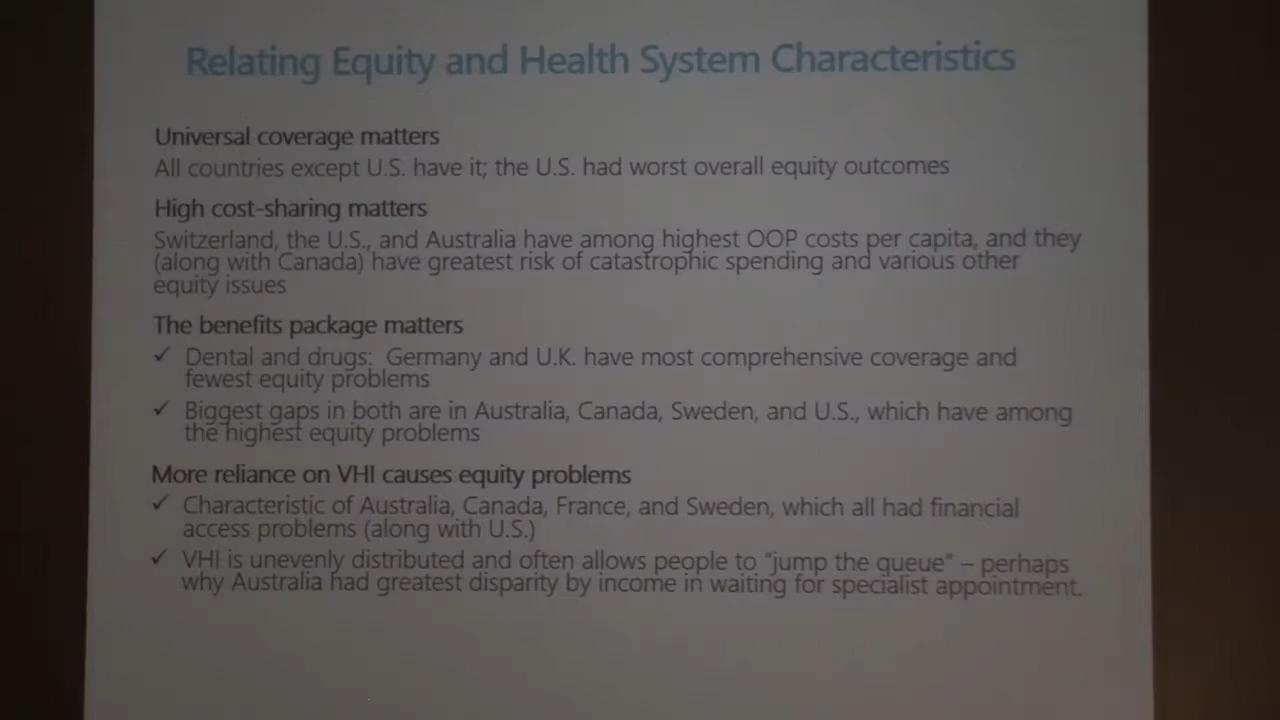 Relating Equity and Health System Characteristics
Universal coverage matters
All countries except U.S. have it; the U.S. had worst overall equity outcomes
High cost-sharing matters
Switzerland, the U.S., and Australia have among highest OOP costs per capita, and they
(along with Canada) have greatest risk of catastrophic spending and various other
equity issues
The benefits package matters
✓ Dental and drugs: Germany and U.K. have most comprehensive coverage and
fewest equity problems
✓ Biggest gaps in both are in Australia, Canada, Sweden, and U.S., which have among
the highest equity problems
More reliance on VHI causes equity problems
✓ Characteristic of Australia, Canada, France, and Sweden, which all had financial
access problems (along with U.S.)
✓ VHI is unevenly distributed and often allows people to "jump the queue" – perhaps
why Australia had greatest disparity by income in waiting for specialist appointment.